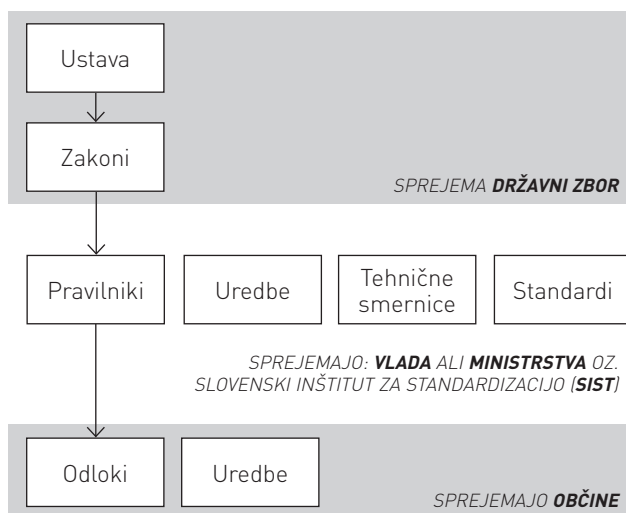 Ustava
Zakoni
SPREJEMA DRŽAVNI ZBOR
Pravilniki
Uredbe
Tehnične
smernice
Standardi
SPREJEMAJO: VLADA ALI MINISTRSTVA OZ.
SLOVENSKI INŠTITUT ZA STANDARDIZACIJO (SIST)
Odloki
Uredbe
SPREJEMAJO OBČINE